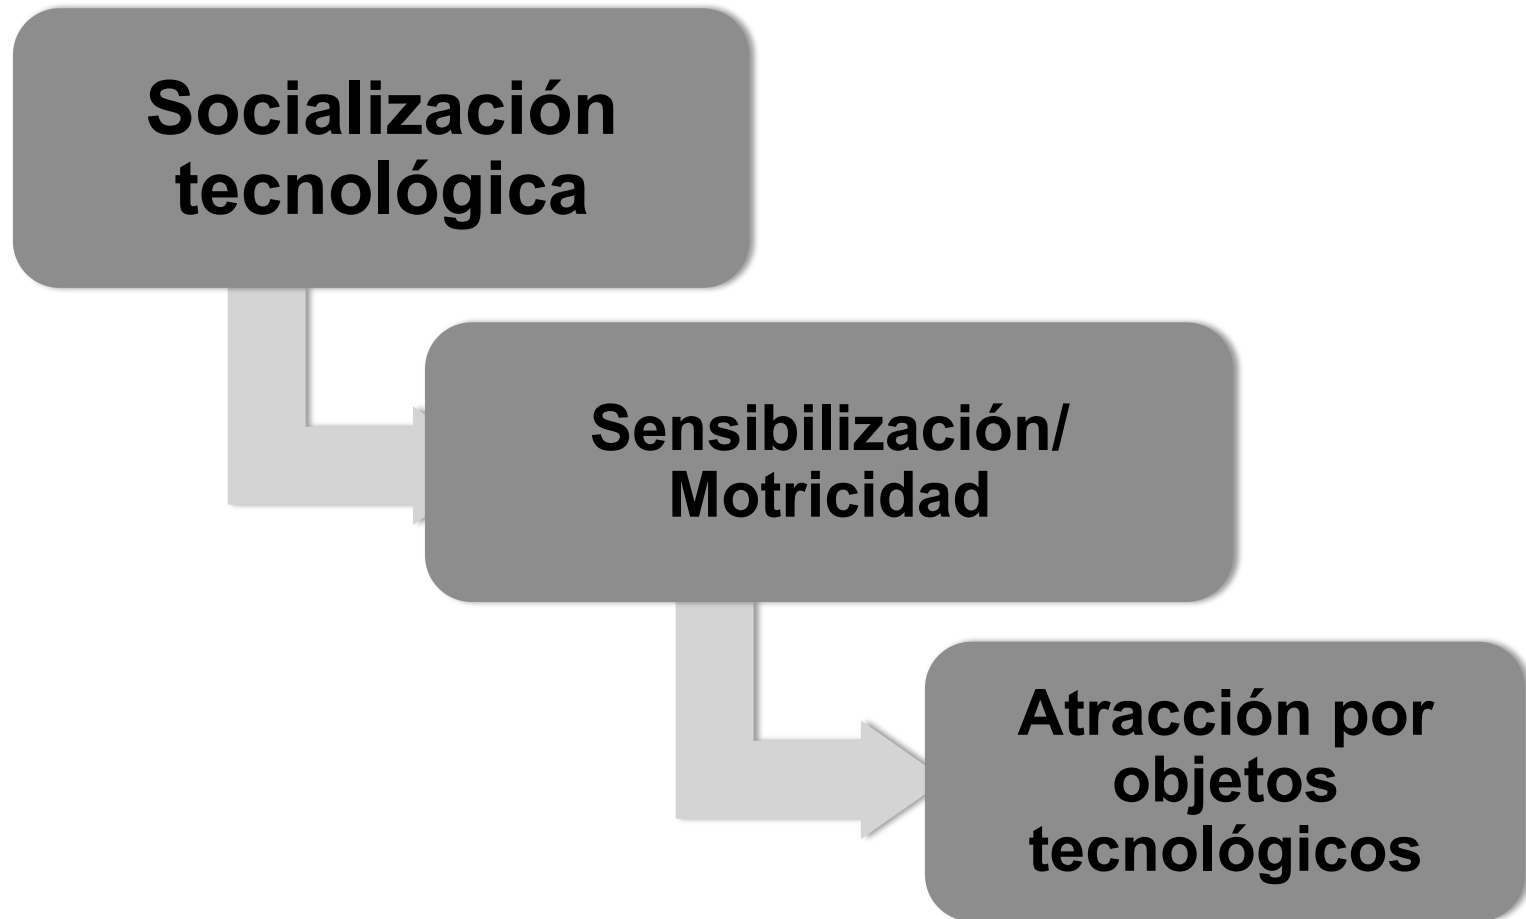 Socialización
tecnológica
Sensibilización/
Motricidad
Atracción por
objetos
tecnológicos